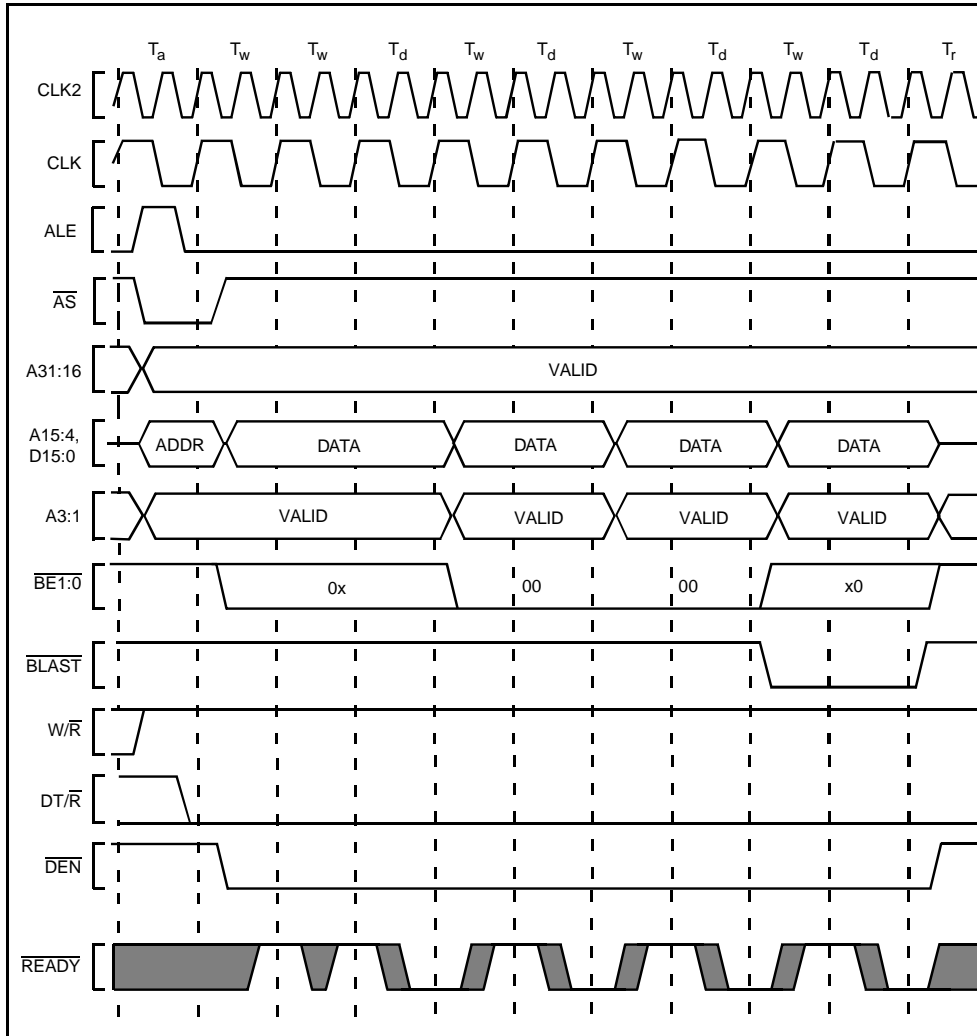 Ta Tw Tw Td Tw Td Tw Td Tw Td Tr
CLK2
CLK
ALE
AS
A31:16 VALID
A15:4,
D15:0 ADDR DATA DATA DATA DATA
A3:1 VALID VALID VALID VALID
BE1:0 0x 00 00 x0
BLAST
W/R
DT/R
DEN
READY